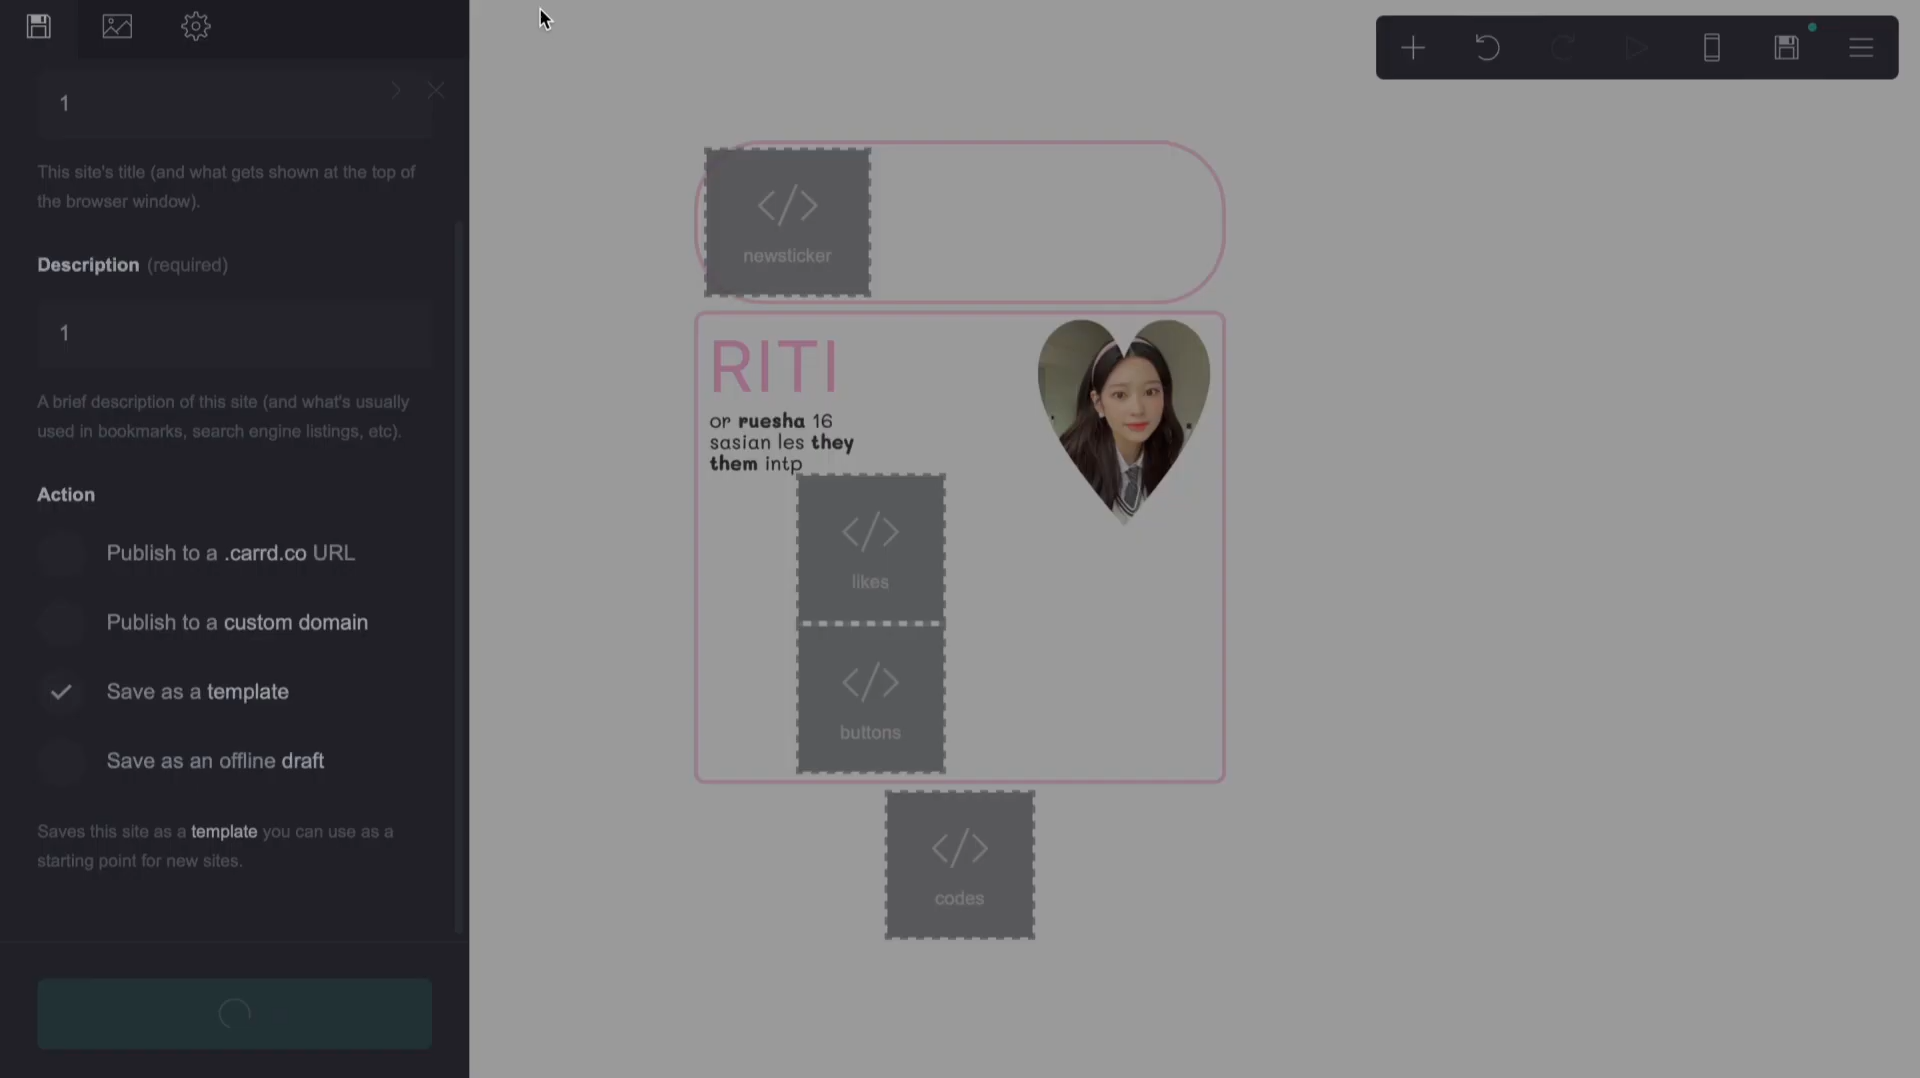 1
This site's title (and what gets shown at the top of
the browser window).
Description (required)
1
A brief description of this site (and what's usually
used in bookmarks, search engine listings, etc).
Action
Publish to a .carrd.co URL
Publish to a custom domain
Save as a template
Save as an offline draft
Saves this site as a template you can use as a
starting point for new sites.
newsticker
RITI
or ruesha 16
sasian les they
them intp
likes
buttons
codes